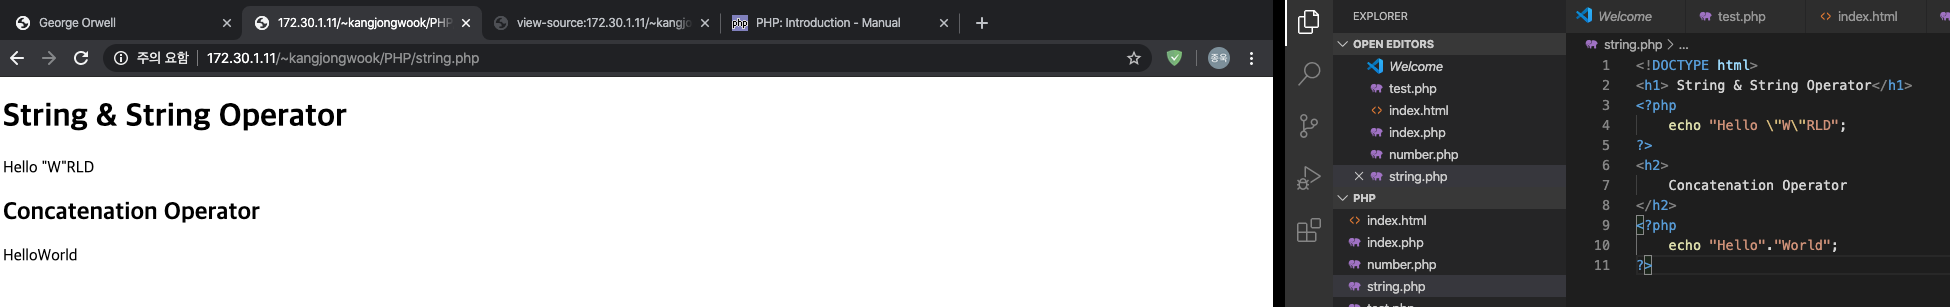 George Orwell
172.30.1.11/~kangjongwook/PHP
view-source:172.30.1.11/~kangjo
php PHP: Introduction - Manual
주의 요함 172.30.1.11/~kangjongwook/PHP/string.php
종욱
String & String Operator
Hello "W"RLD
Concatenation Operator
HelloWorld
EXPLORER
OPEN EDITORS
Welcome
test.php
index.html
index.php
number.php
string.php
PHP
index.html
index.php
number.php
string.php
test.php
Welcome
test.php
index.html
string.php > ...
1 <!DOCTYPE html>
2 <h1> String & String Operator</h1>
3 <?php
4 echo "Hello \"W\"RLD";
5 ?>
6 <h2>
7 Concatenation Operator
8 </h2>
9 <?php
10 echo "Hello"."World";
11 ?>